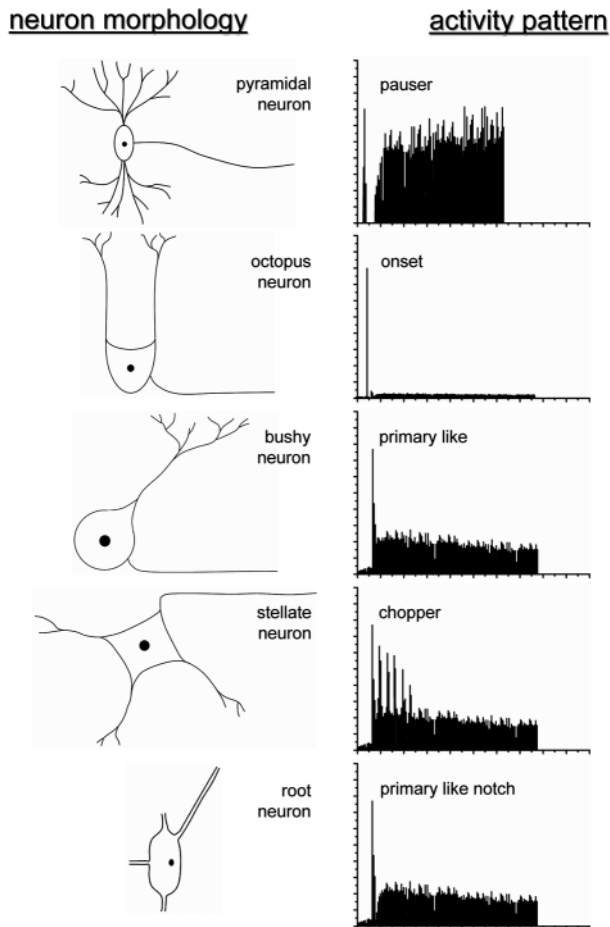 neuron morphology
activity pattern
pyramidal
neuron
pauser
octopus
neuron
onset
bushy
neuron
primary like
stellate
neuron
chopper
root
neuron
primary like notch